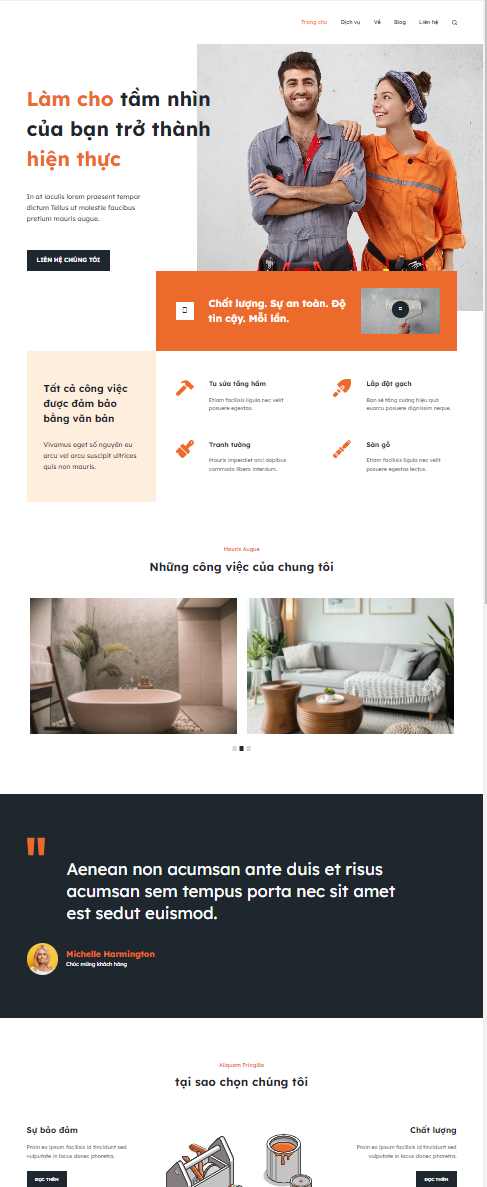 Trang chủ Dịch vụ Về Blog Liên hệ
Làm cho tầm nhìn
của bạn trở thành
hiện thực
In at iaculis lorem praesent tempor
dictum Tellus ut molestie faucibus
pretium mauris augue.
LIÊN HỆ CHÚNG TÔI
Chất lượng. Sự an toàn. Độ
tin cậy. Mỗi lần.
Tất cả công việc
được đảm bảo
bằng văn bản
Vivamus eget số nguyên eu
arcu vel arcu suscipit ultrices
quis non mauris.
Tu sửa tầng hầm
Etiam facilisis ligula nec velit
posuere egestas.
Lắp đặt gạch
Bạn sẽ tăng cường hiệu quả
euarcu posuere dignissim neque.
Tranh tường
Mauris imperdiet orci dapibus
commodo libero interdum.
Sàn gỗ
Etiam facilisis ligula nec velit
posuere egestas lectus.
Mauris Augue
Những công việc của chung tôi
"
Aenean non acumsan ante duis et risus
acumsan sem tempus porta nec sit amet
est sedut euismod.
Michelle Harmington
Chúc mừng khách hàng
Aliquam Fringilla
tại sao chọn chúng tôi
Sự bảo đảm
Proin ex ipsum facilisis id tincidunt sed
vulputate in lacus donec pharetra.
ĐỌC THÊM
Chất lượng
Proin ex ipsum facilisis id tincidunt sed
vulputate in lacus donec pharetra.
ĐỌC THÊM